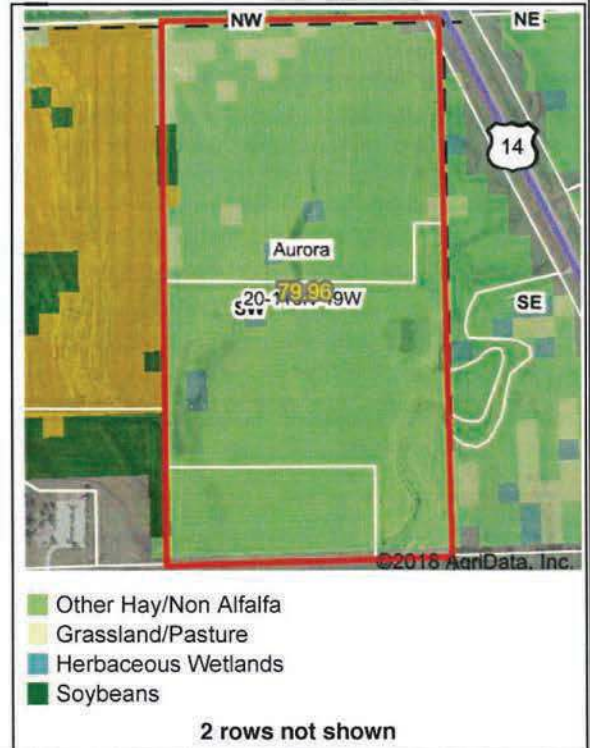 NW
NE
14
Aurora
79.96
SW
SE
©2018 AgriData, Inc.
Other Hay/Non Alfalfa
Grassland/Pasture
Herbaceous Wetlands
Soybeans
2 rows not shown